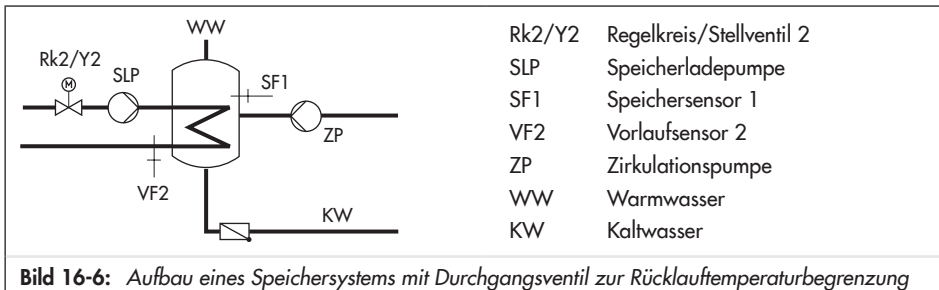 WW
Rk2/Y2
M
SLP
SF1
ZP
VF2
KW
Rk2/Y2 Regelkreis/Stellventil 2
SLP Speicherladepumpe
SF1 Speichersensor 1
VF2 Vorlaufsensor 2
ZP Zirkulationspumpe
WW Warmwasser
KW Kaltwasser
Bild 16-6: Aufbau eines Speichersystems mit Durchgangsventil zur Rücklauftemperaturbegrenzung